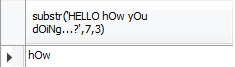 substr('HELLO hOw yOu
dOiNg...?',7,3)
hOw